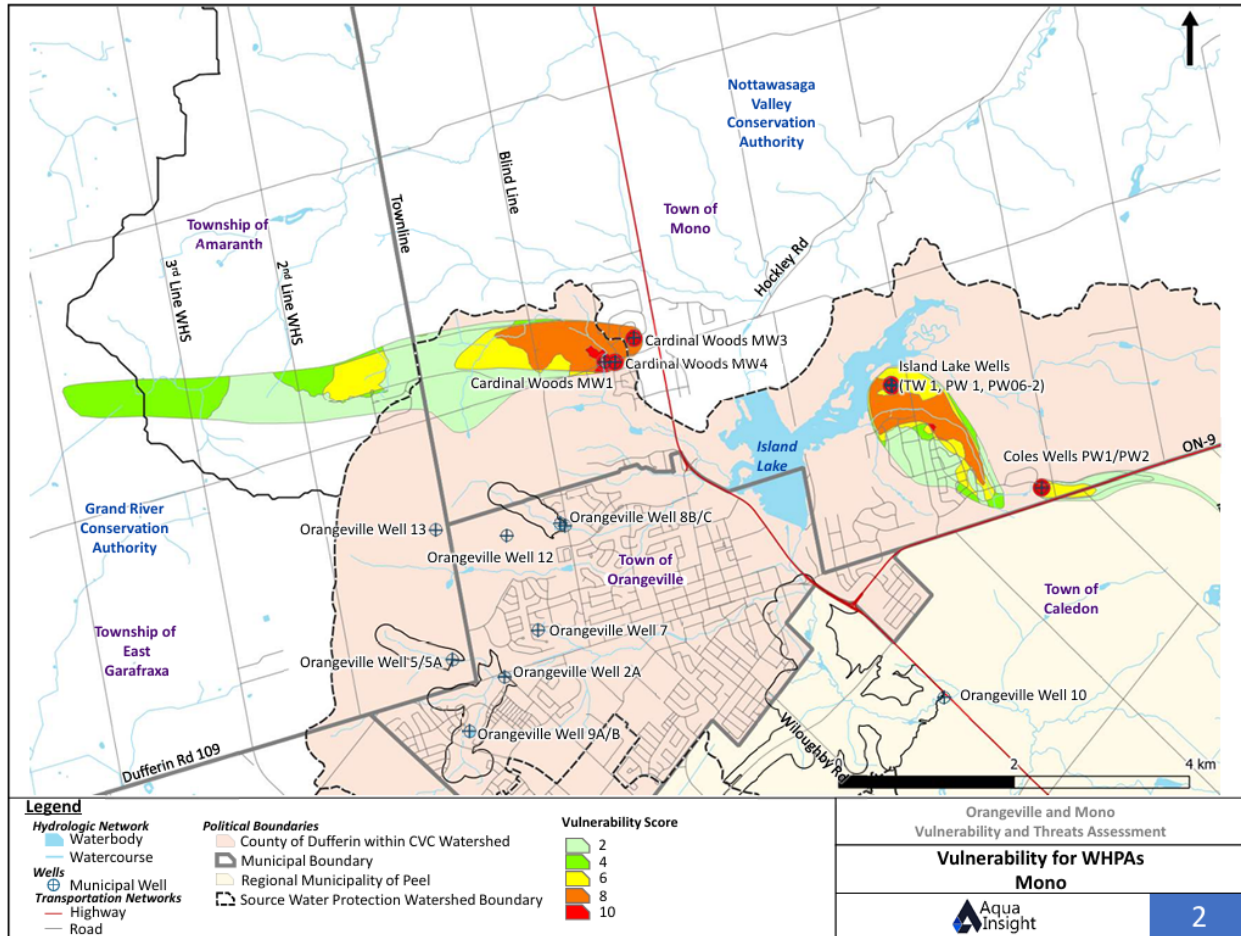 Nottawasaga
Valley
Conservation
Authority
Blind Line
Townline
Township of
Amaranth
Town of
Mono
3rd Line WHS
2nd Line WHS
Hockley Rd
Cardinal Woods MW3
Cardinal Woods MW4
Cardinal Woods MW1
Island Lake Wells
(TW 1, PW 1, PW06-2)
Island
Lake
Coles Wells PW1/PW2
ON-9
Grand River
Conservation
Authority
Orangeville Well 13
Orangeville Well 8B/C
Orangeville Well 12
Town of
Orangeville
Town of
Caledon
Township of
East
Garafraxa
Orangeville Well 7
Orangeville Well 5/5A
Orangeville Well 2A
Orangeville Well 10
Orangeville Well 9A/B
Wiloughby Rd
Dufferin Rd 109
2
4 km
Legend
Hydrologic Network
Waterbody
Watercourse
Wells
Municipal Well
Transportation Networks
Highway
Road
Political Boundaries
County of Dufferin within CVC Watershed
Municipal Boundary
Regional Municipality of Peel
Source Water Protection Watershed Boundary
Vulnerability Score
2
4
6
8
10
Orangeville and Mono
Vulnerability and Threats Assessment
Vulnerability for WHPAs
Mono
Aqua
Insight
2